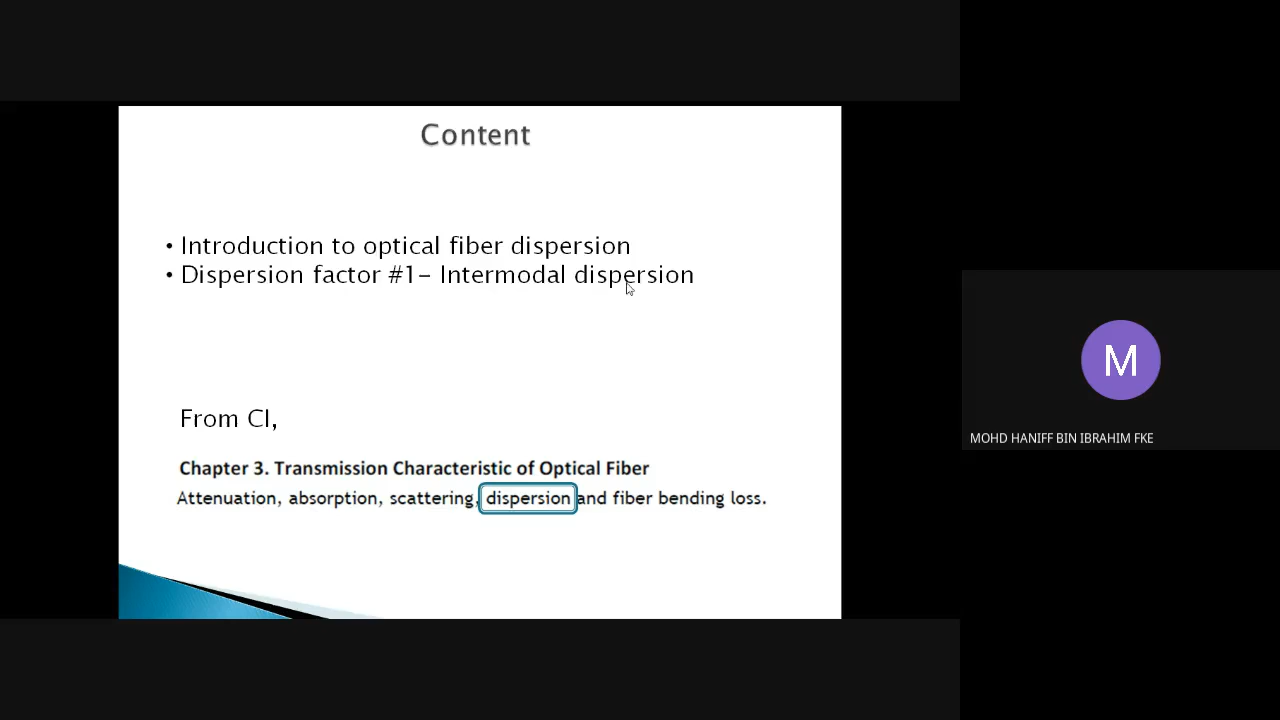 Content
• Introduction to optical fiber dispersion
• Dispersion factor #1– Intermodal dispersion
From CI,
Chapter 3. Transmission Characteristic of Optical Fiber
Attenuation, absorption, scattering, dispersion and fiber bending loss.
M
MOHD HANIFF BIN IBRAHIM FKE